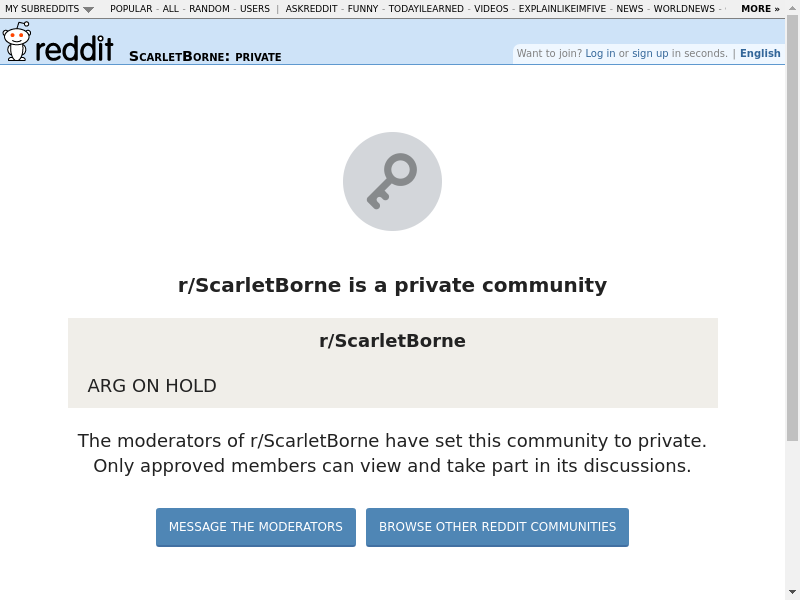 MY SUBREDDITS POPULAR - ALL - RANDOM - USERS | ASKREDDIT - FUNNY - TODAYILEARNED - VIDEOS - EXPLAINLIKEIMFIVE - NEWS - WORLDNEWS - MORE »
reddit SCARLETBORNE: PRIVATE
Want to join? Log in or sign up in seconds. | English
r/ScarletBorne is a private community
r/ScarletBorne
ARG ON HOLD
The moderators of r/ScarletBorne have set this community to private.
Only approved members can view and take part in its discussions.
MESSAGE THE MODERATORS BROWSE OTHER REDDIT COMMUNITIES